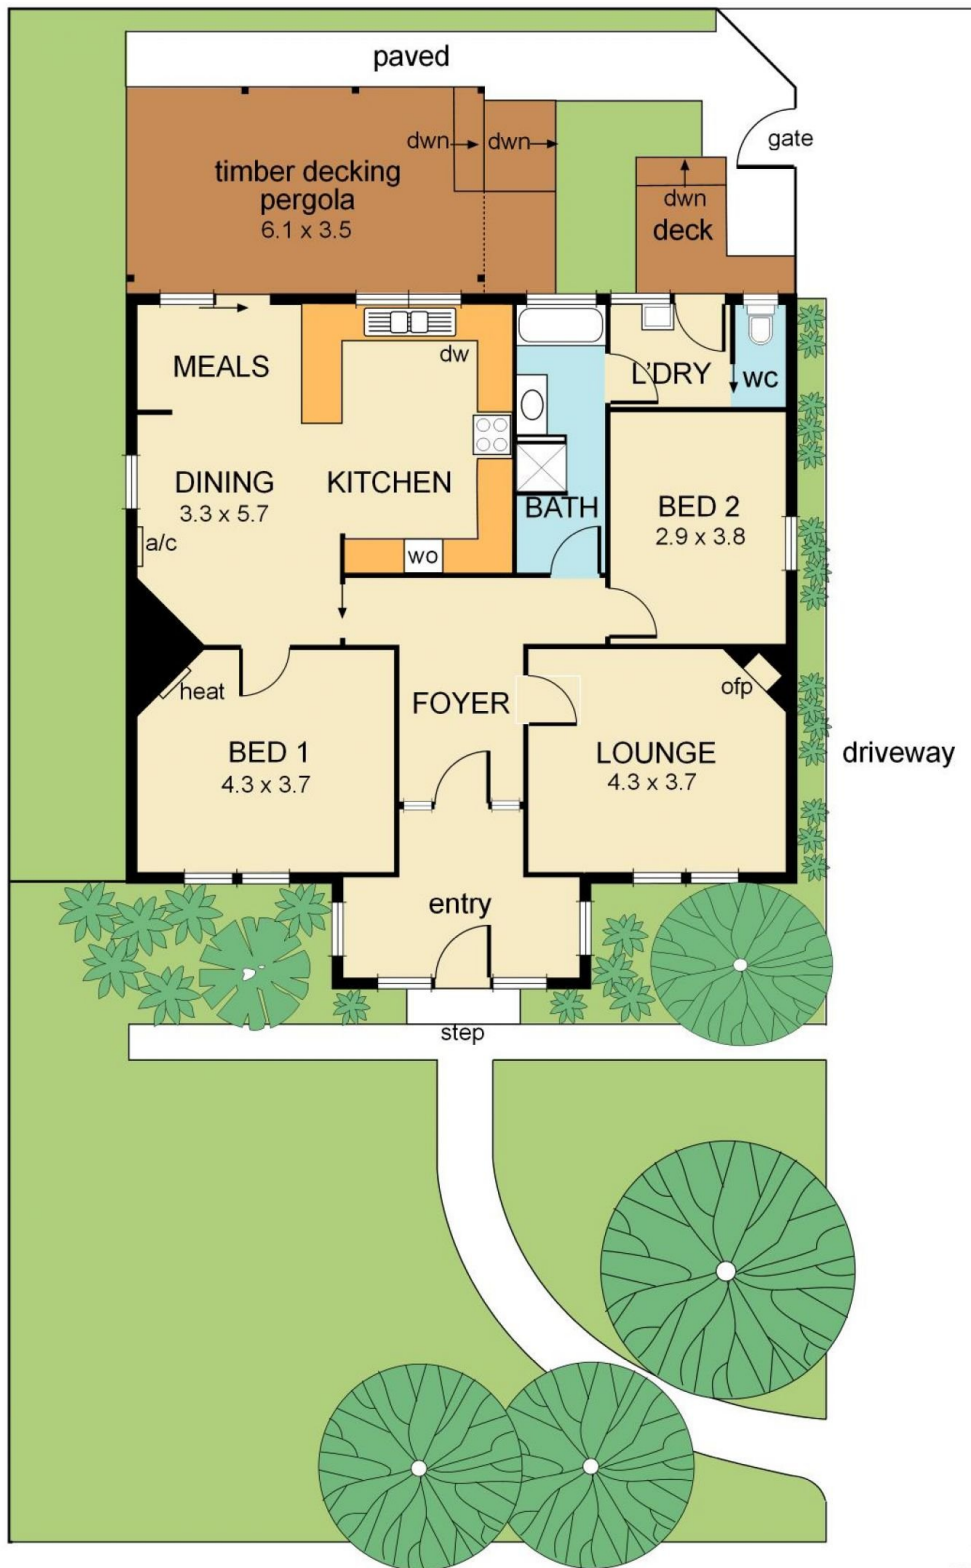 paved
gate
dwn
dwn
timber decking
pergola
6.1 x 3.5
dwn
deck
MEALS
dw
L'DRY
wc
DINING
3.3 x 5.7
KITCHEN
BATH
BED 2
2.9 x 3.8
a/c
wo
heat
FOYER
ofp
BED 1
4.3 x 3.7
LOUNGE
4.3 x 3.7
driveway
entry
step